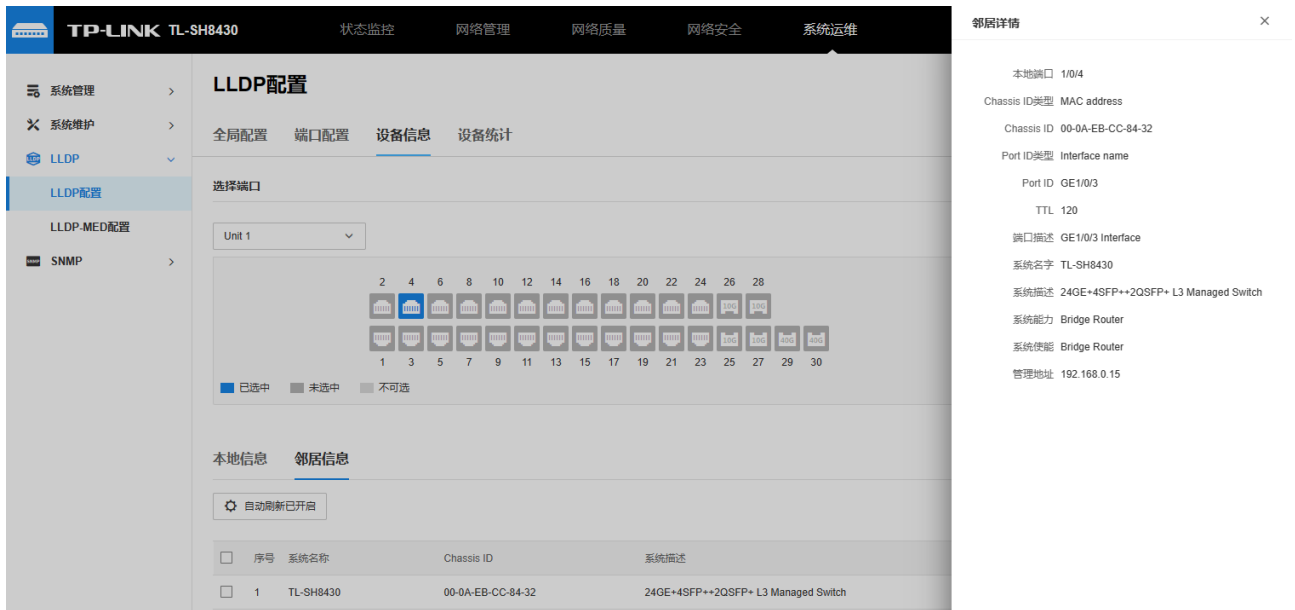 TP-LINK TL-SH8430 状态监控 网络管理 网络质量 网络安全 系统运维
系统管理
系统维护
LLDP
LLDP配置
LLDP-MED配置
SNMP
LLDP配置
全局配置 端口配置 设备信息 设备统计
选择端口
Unit 1
2 4 6 8 10 12 14 16 18 20 22 24 26 28
10G 10G
10G 10G 40G 40G
1 3 5 7 9 11 13 15 17 19 21 23 25 27 29 30
已选中 未选中 不可选
本地信息 邻居信息
自动刷新已开启
序号 系统名称 Chassis ID 系统描述
1 TL-SH8430 00-0A-EB-CC-84-32 24GE+4SFP++2QSFP+ L3 Managed Switch
邻居详情
本地端口 1/0/4
Chassis ID类型 MAC address
Chassis ID 00-0A-EB-CC-84-32
Port ID类型 Interface name
Port ID GE1/0/3
TTL 120
端口描述 GE1/0/3 Interface
系统名字 TL-SH8430
系统描述 24GE+4SFP++2QSFP+ L3 Managed Switch
系统能力 Bridge Router
系统使能 Bridge Router
管理地址 192.168.0.15